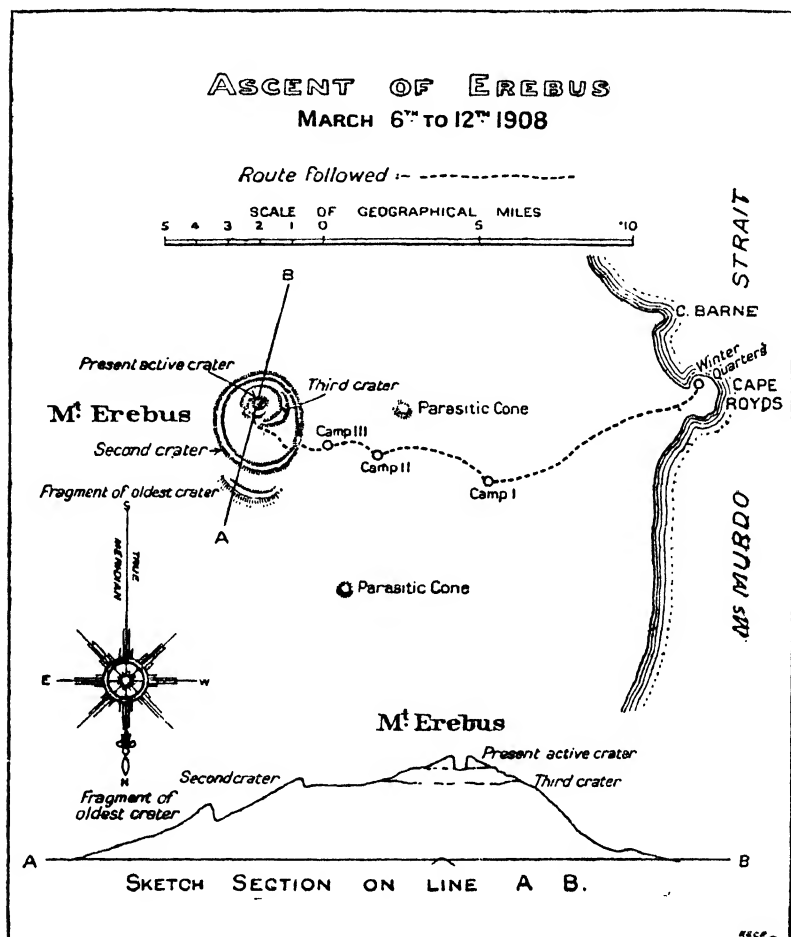 ASCENT OF EREBUS
MARCH 6TH TO 12TH 1908
Route followed :-
SCALE OF GEOGRAPHICAL MILES
5 4 3 2 1 0 5 10
STRAIT
B
C. BARNE
Winter Quarters
CAPE ROYDS
Present active crater
Third crater
Mt. Erebus
Parasitic Cone
Second crater
Camp III
Camp II
Camp I
Fragment of oldest crater
A
S
TRUE MERIDIAN
Parasitic Cone
Ms MURDO
E
W
N
Mt. Erebus
Present active crater
Second crater
Third crater
Fragment of
oldest crater
A
B
SKETCH SECTION ON LINE A B.